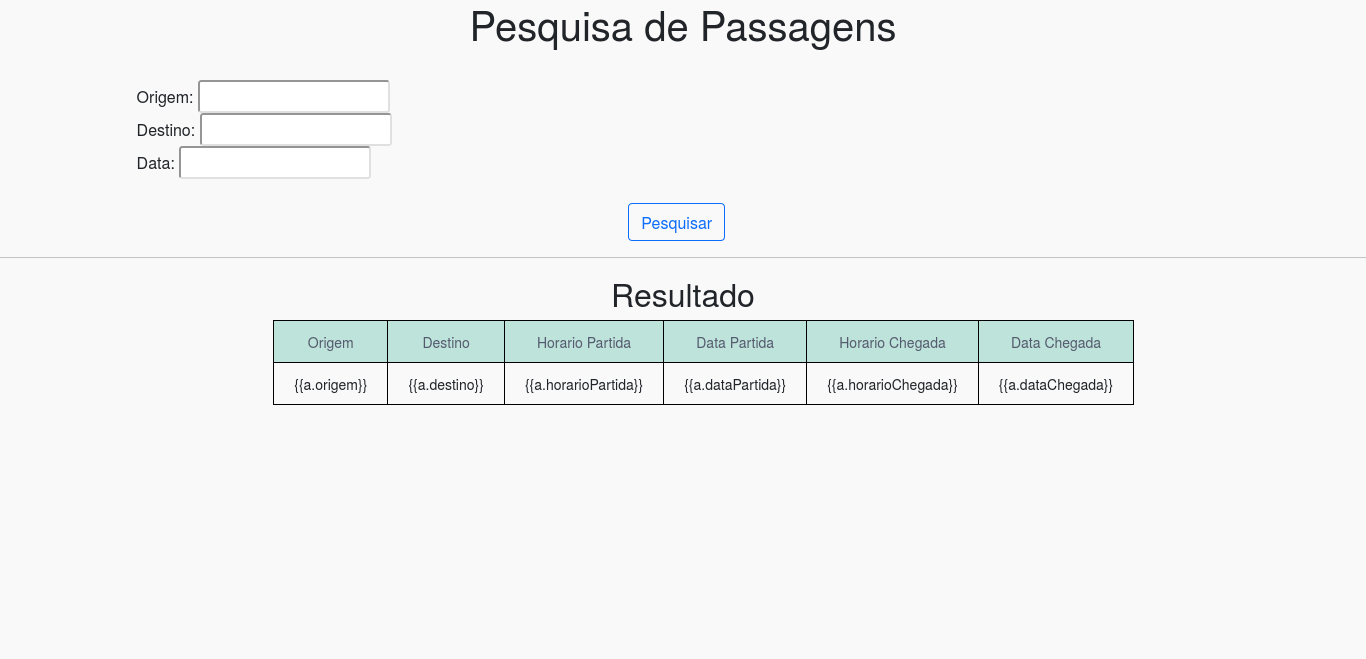 Pesquisa de Passagens
Origem:
Destino:
Data:
Pesquisar
Resultado
Origem Destino Horario Partida Data Partida Horario Chegada Data Chegada
{{a.origem}} {{a.destino}} {{a.horarioPartida}} {{a.dataPartida}} {{a.horarioChegada}} {{a.dataChegada}}